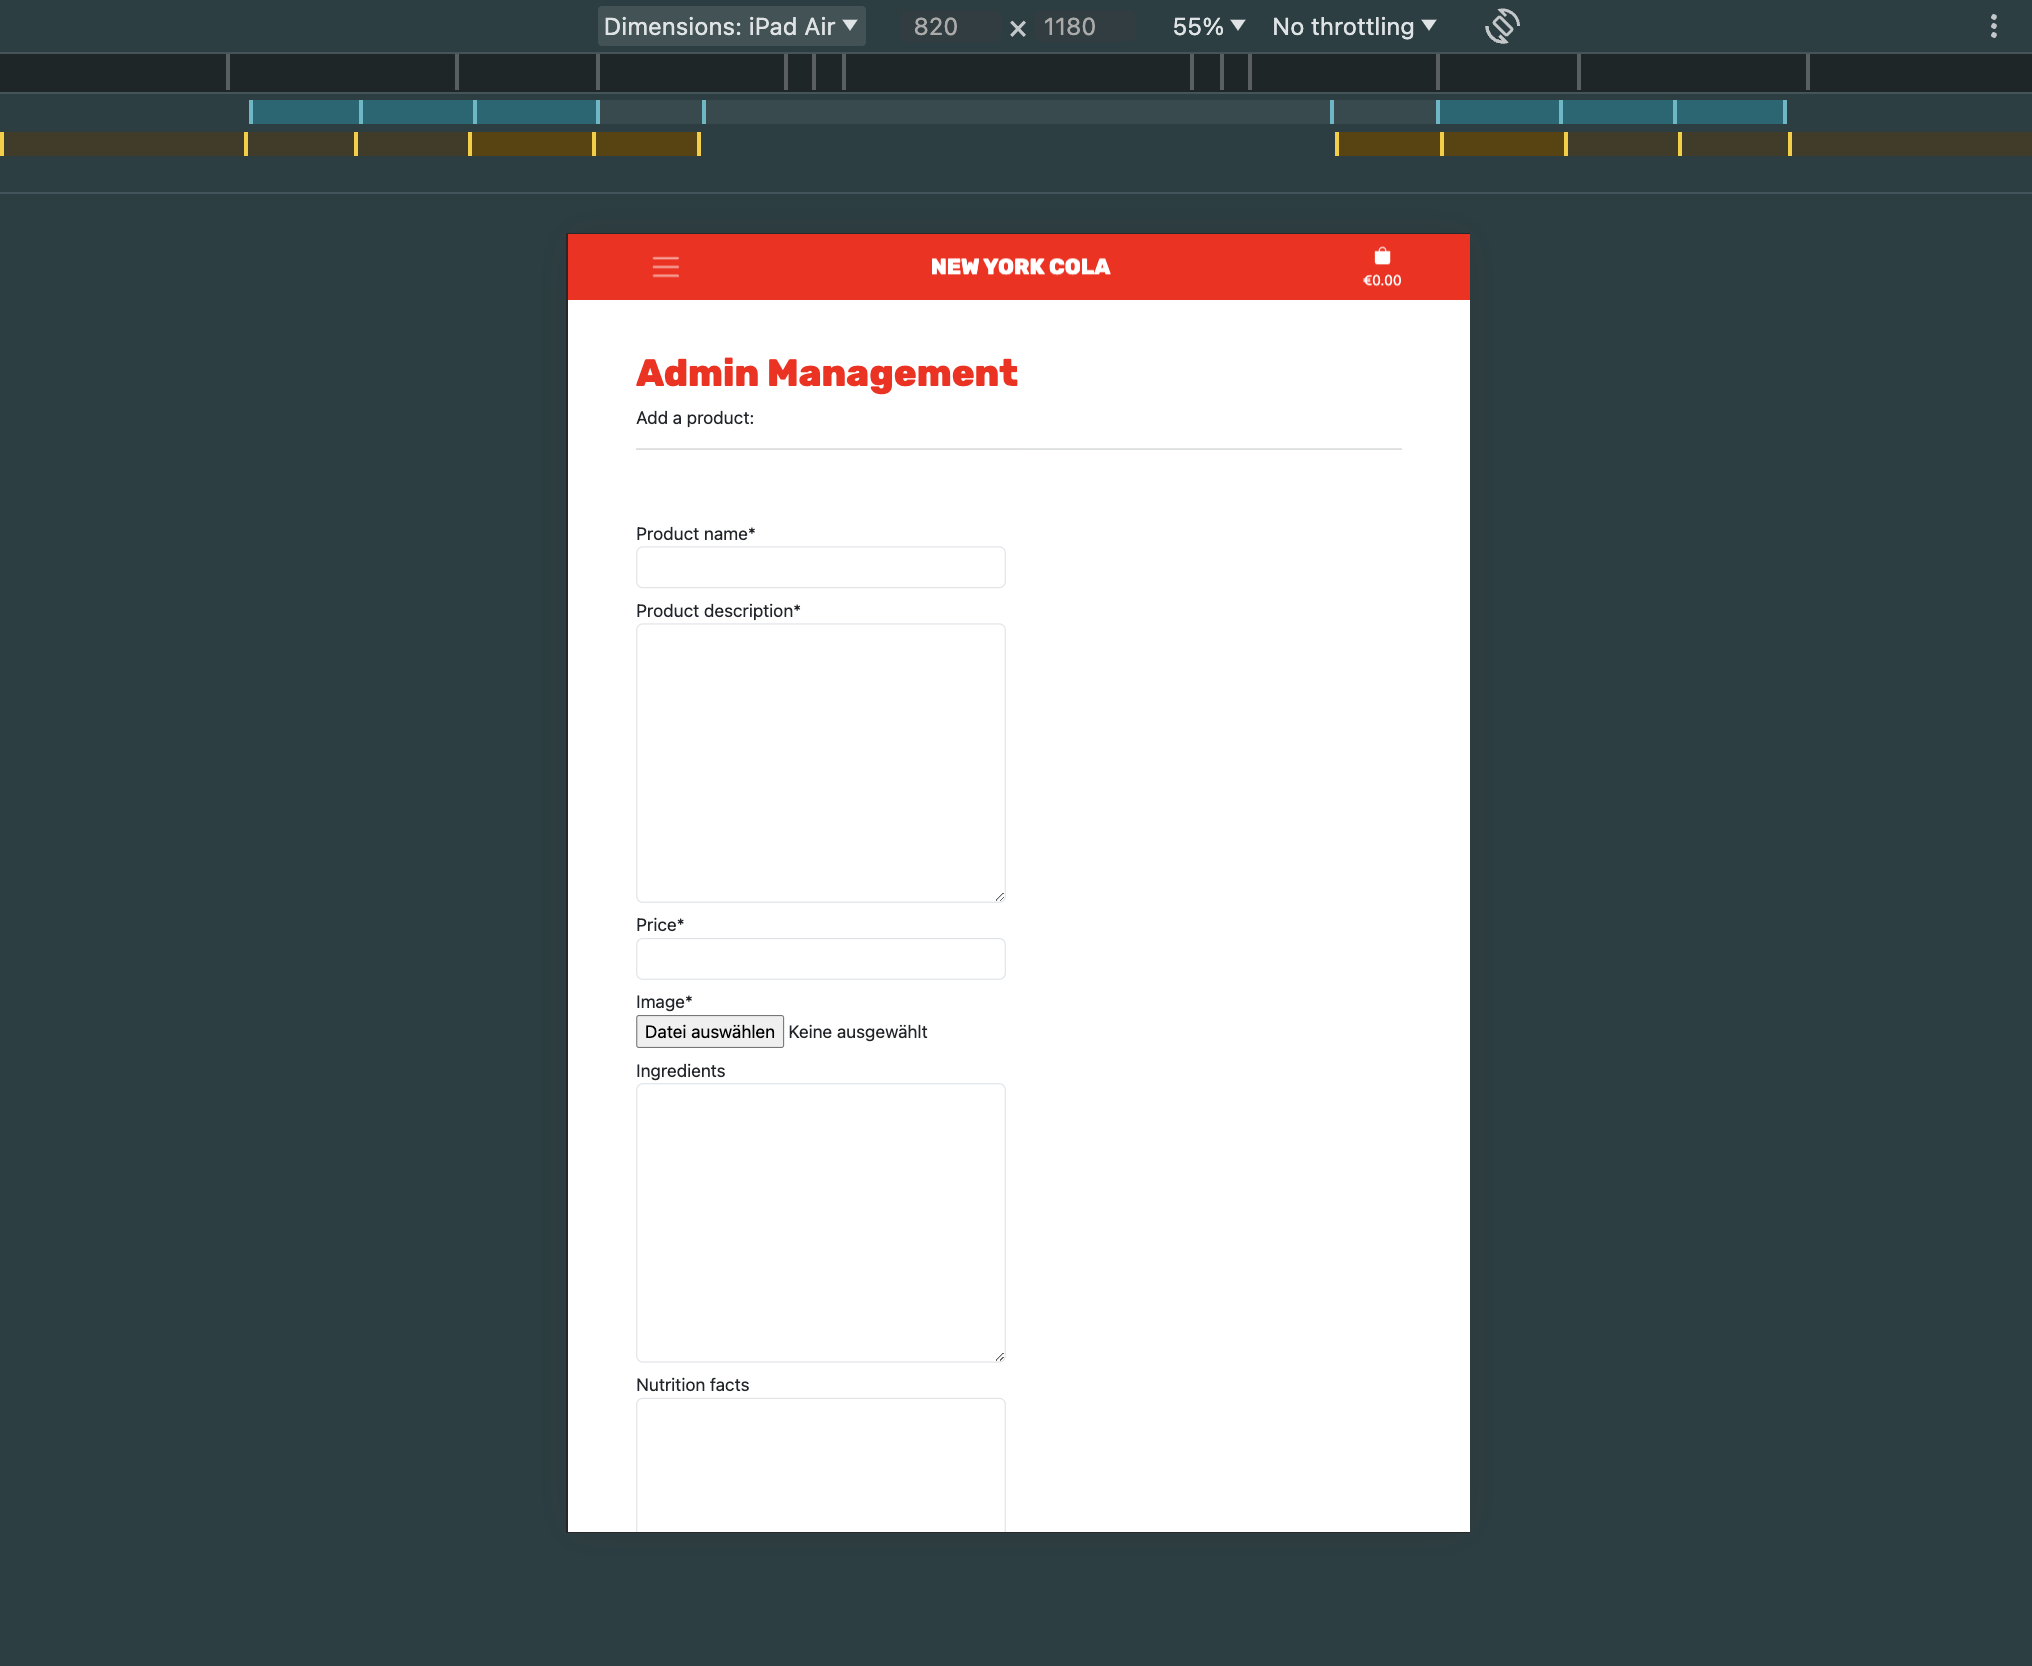 Dimensions: iPad Air 820 × 1180 55% No throttling
NEW YORK COLA
€0.00
Admin Management
Add a product:
Product name*
Product description*
Price*
Image*
Datei auswählen Keine ausgewählt
Ingredients
Nutrition facts